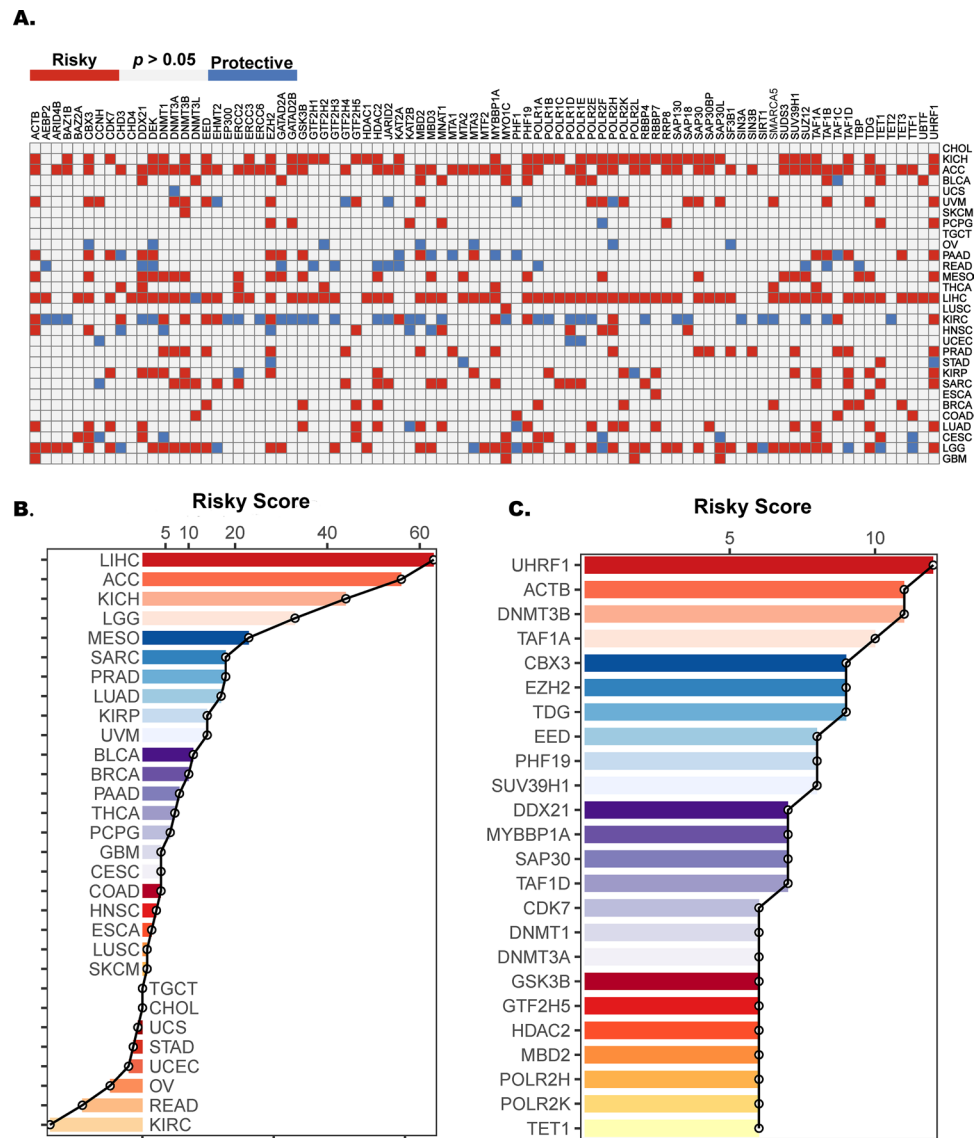 A.
Risky
p > 0.05
Protective
ACTB
AEBP2
ARID4B
BAZ1B
BAZ2A
CBX3
CCNH
CDK7
CHD3
CHD4
DDX21
DEK
DNMT1
DNMT3A
DNMT3B
DNMT3L
EED
EHMT2
EP300
ERCC2
ERCC3
ERCC6
EZH2
GATAD2A
GATAD2B
GSK3B
GTF2H1
GTF2H2
GTF2H3
GTF2H4
GTF2H5
HDAC1
HDAC2
JARID2
KAT2A
KAT2B
MBD2
MBD3
MNAT1
MTA1
MTA2
MTA3
MTF2
MYBBP1A
MYO1C
PHF1
PHF19
POLR1A
POLR1B
POLR1C
POLR1D
POLR1E
POLR2E
POLR2F
POLR2H
POLR2K
POLR2L
RBBP4
RBBP7
RRP8
SAP130
SAP18
SAP30
SAP30BP
SAP30L
SF3B1
SIN3A
SIN3B
SIRT1
SMARCA5
SUDS3
SUV39H1
SUZ12
TAF1A
TAF1B
TAF1C
TAF1D
TBP
TDG
TET1
TET2
TET3
TTF1
UBTF
UHRF1
CHOL
KICH
ACC
BLCA
UCS
UVM
SKCM
PCPG
TGCT
OV
PAAD
READ
MESO
THCA
LIHC
LUSC
KIRC
HNSC
UCEC
PRAD
STAD
KIRP
SARC
ESCA
BRCA
COAD
LUAD
CESC
LGG
GBM
B.
Risky Score
5 10 20 40 60
LIHC
ACC
KICH
LGG
MESO
SARC
PRAD
LUAD
KIRP
UVM
BLCA
BRCA
PAAD
THCA
PCPG
GBM
CESC
COAD
HNSC
ESCA
LUSC
SKCM
TGCT
CHOL
UCS
STAD
UCEC
OV
READ
KIRC
C.
Risky Score
5 10
UHRF1
ACTB
DNMT3B
TAF1A
CBX3
EZH2
TDG
EED
PHF19
SUV39H1
DDX21
MYBBP1A
SAP30
TAF1D
CDK7
DNMT1
DNMT3A
GSK3B
GTF2H5
HDAC2
MBD2
POLR2H
POLR2K
TET1